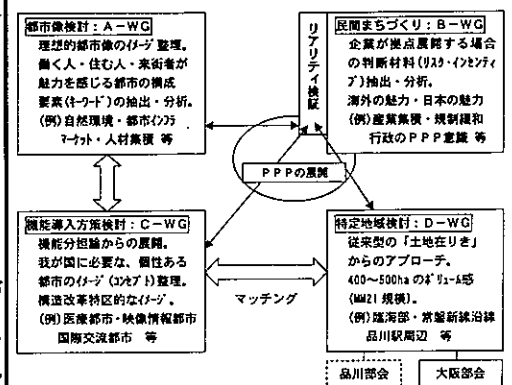 都市像検討：A－WG
理想的都市像のｲﾒｰｼﾞ整理。
働く人・住む人・来街者が
魅力を感じる都市の構成
要素(ｷｰﾜｰﾄﾞ)の抽出・分析。
(例)自然環境・都市ｲﾝﾌﾗ
ﾏｰｹｯﾄ・人材集積 等
リアリティ検証
民間まちづくり：B－WG
企業が拠点展開する場合
の判断材料(ﾘｽｸ・ｲﾝｾﾝﾃｨ
ﾌﾞ)抽出・分析。
海外の魅力・日本の魅力
(例)産業集積・規制緩和
行政のＰＰＰ意識 等
ＰＰＰの展開
機能導入方策検討：C－WG
機能分担論からの展開。
我が国に必要な、個性ある
都市のｲﾒｰｼﾞ(ｺﾝｾﾌﾟﾄ)整理。
構造改革特区的なｲﾒｰｼﾞ。
(例)医療都市・映像情報都市
国際交流都市 等
マッチング
特定地域検討：D－WG
従来型の「土地在りき」
からのアプローチ。
400～500haのﾎﾞﾘｭｰﾑ感
(MM21規模)。
(例)臨海部・常磐新線沿線
品川駅周辺 等
品川部会
大阪部会